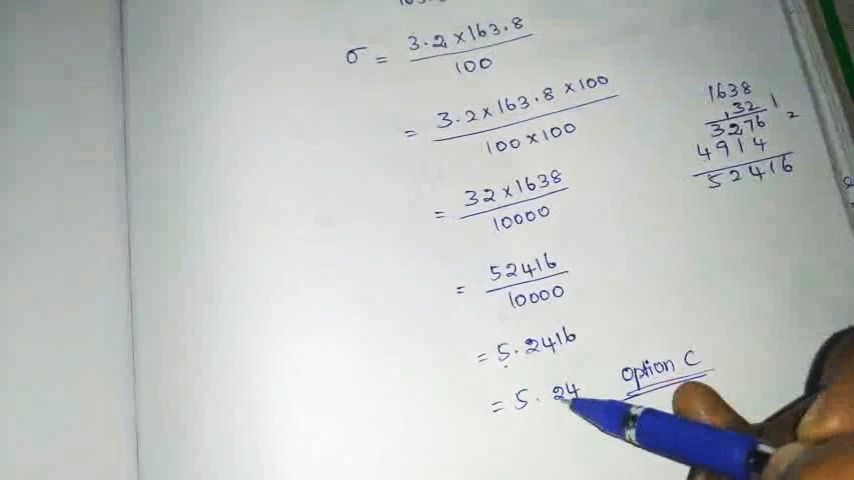 σ = 3.2 × 163.8 / 100
= 3.2 × 163.8 × 100 / 100 × 100
= 32 × 1638 / 10000
= 52416 / 10000
= 5.2416
= 5.24
option C
1638
32
3276
4914
52416